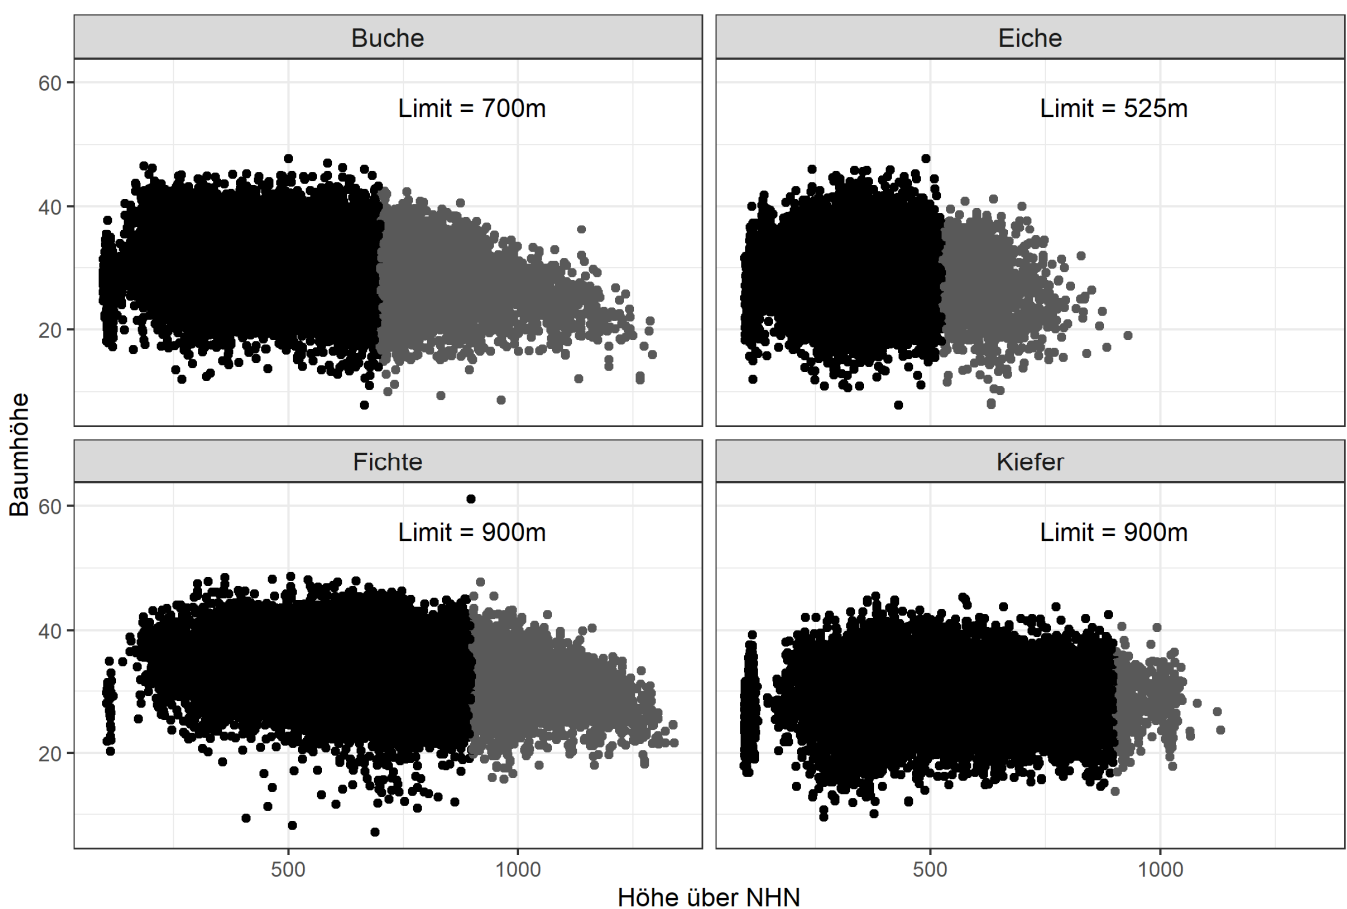 Buche
Eiche
60
Limit = 700m
Limit = 525m
40
20
Baumhöhe
Fichte
Kiefer
60
Limit = 900m
Limit = 900m
40
20
500
1000
500
1000
Höhe über NHN